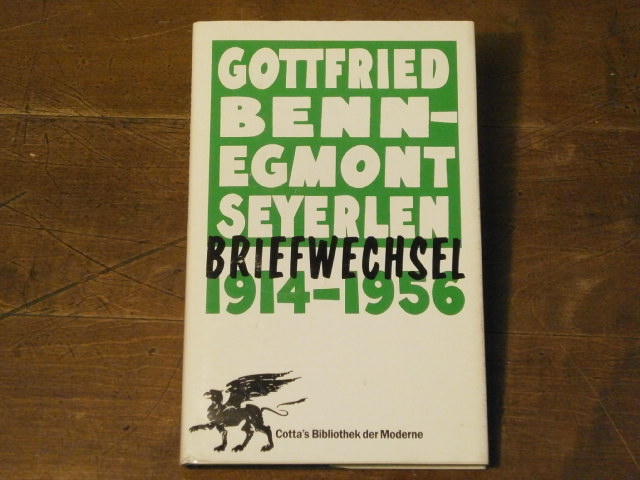 GOTTFRIED
BENN-
EGMONT
SEYERLEN
BRIEFWECHSEL
1914-1956
Cotta's Bibliothek der Moderne